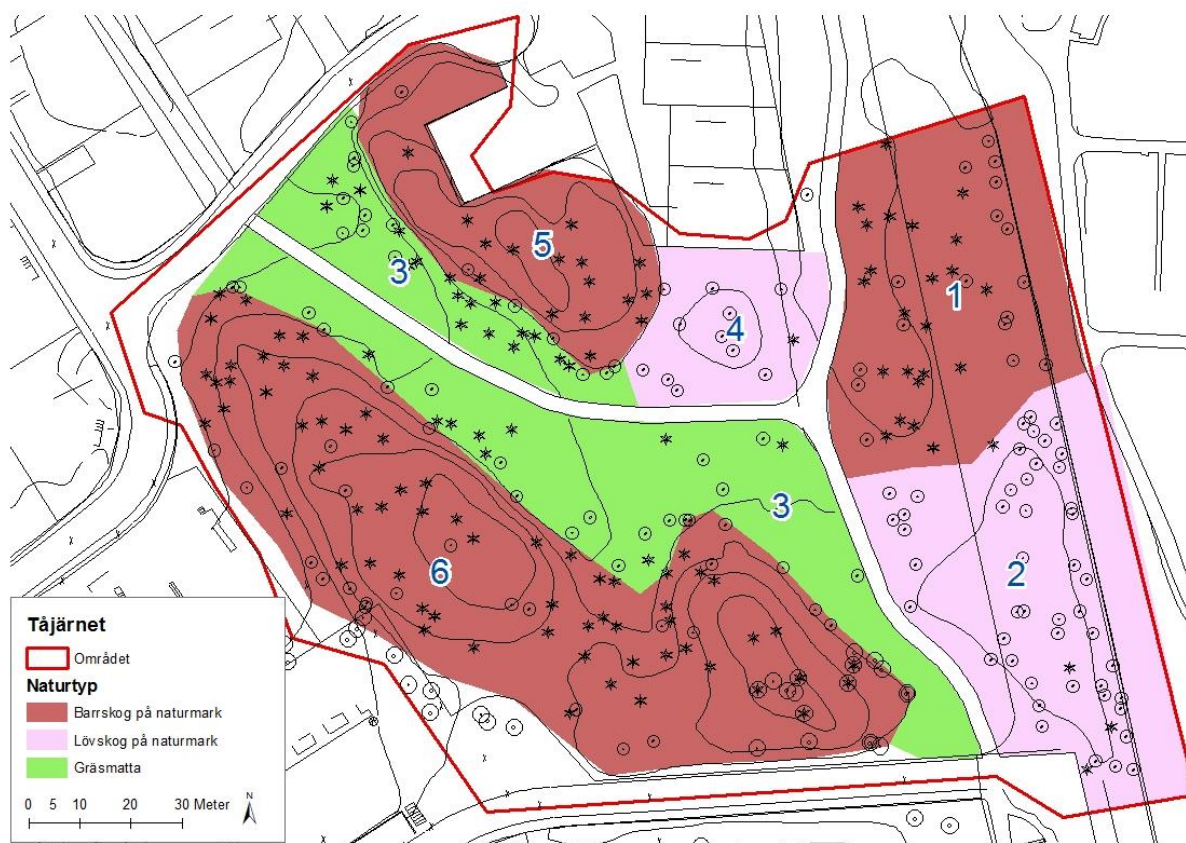 1
5
3
4
3
2
6
Tåjärnet
Området
Naturtyp
Barrskog på naturmark
Lövskog på naturmark
Gräsmatta
0 5 10 20 30 Meter
N